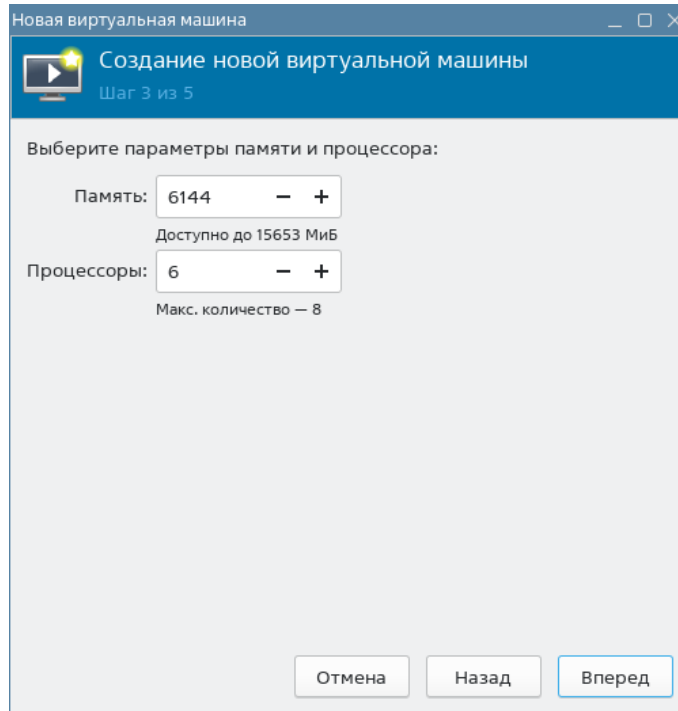 Новая виртуальная машина
Создание новой виртуальной машины
Шаг 3 из 5
Выберите параметры памяти и процессора:
Память: 6144
Доступно до 15653 МиБ
Процессоры: 6
Макс. количество — 8
Отмена Назад Вперед